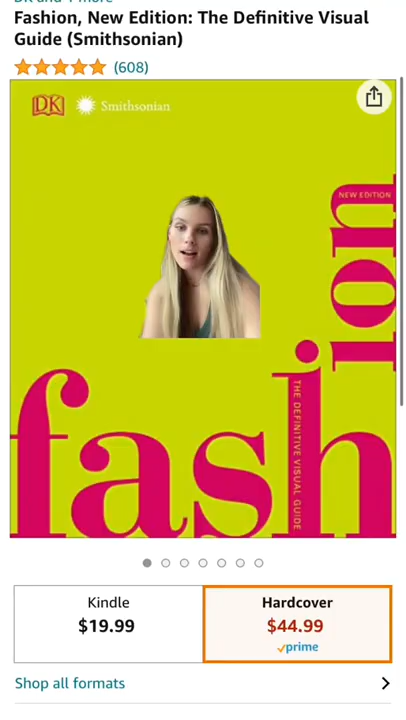 Fashion, New Edition: The Definitive Visual
Guide (Smithsonian)
(608)
DK
Smithsonian
NEW EDITION
fashion
THE DEFINITIVE VISUAL GUIDE
Kindle
$19.99
Hardcover
$44.99
prime
Shop all formats